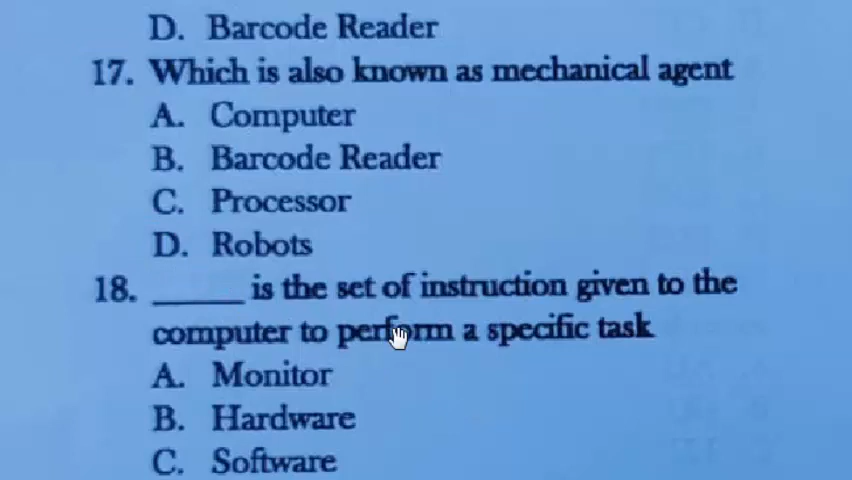 D. Barcode Reader
17. Which is also known as mechanical agent
A. Computer
B. Barcode Reader
C. Processor
D. Robots
18. _____ is the set of instruction given to the
computer to perform a specific task
A. Monitor
B. Hardware
C. Software